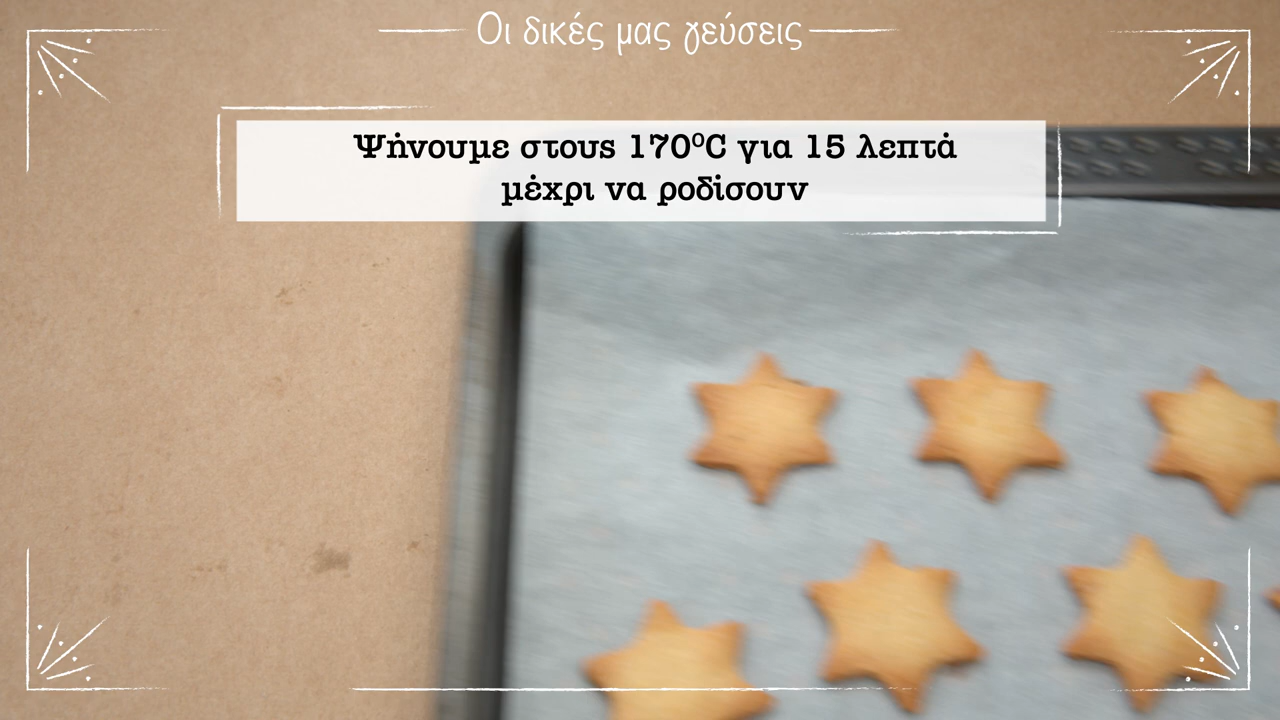 Οι δικές μας γεύσεις
Ψήνουμε στους 170⁰C για 15 λεπτά
μέχρι να ροδίσουν